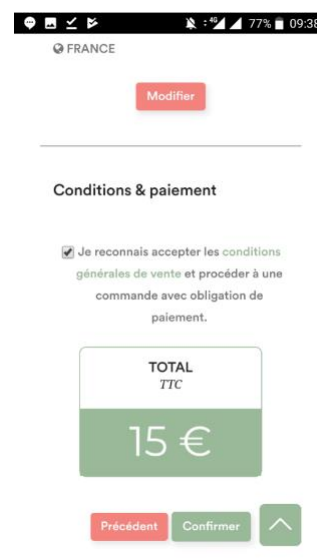 77% 09:38
FRANCE
Modifier
Conditions & paiement
Je reconnais accepter les conditions
générales de vente et procéder à une
commande avec obligation de
paiement.
TOTAL
TTC
15 €
Précédent Confirmer